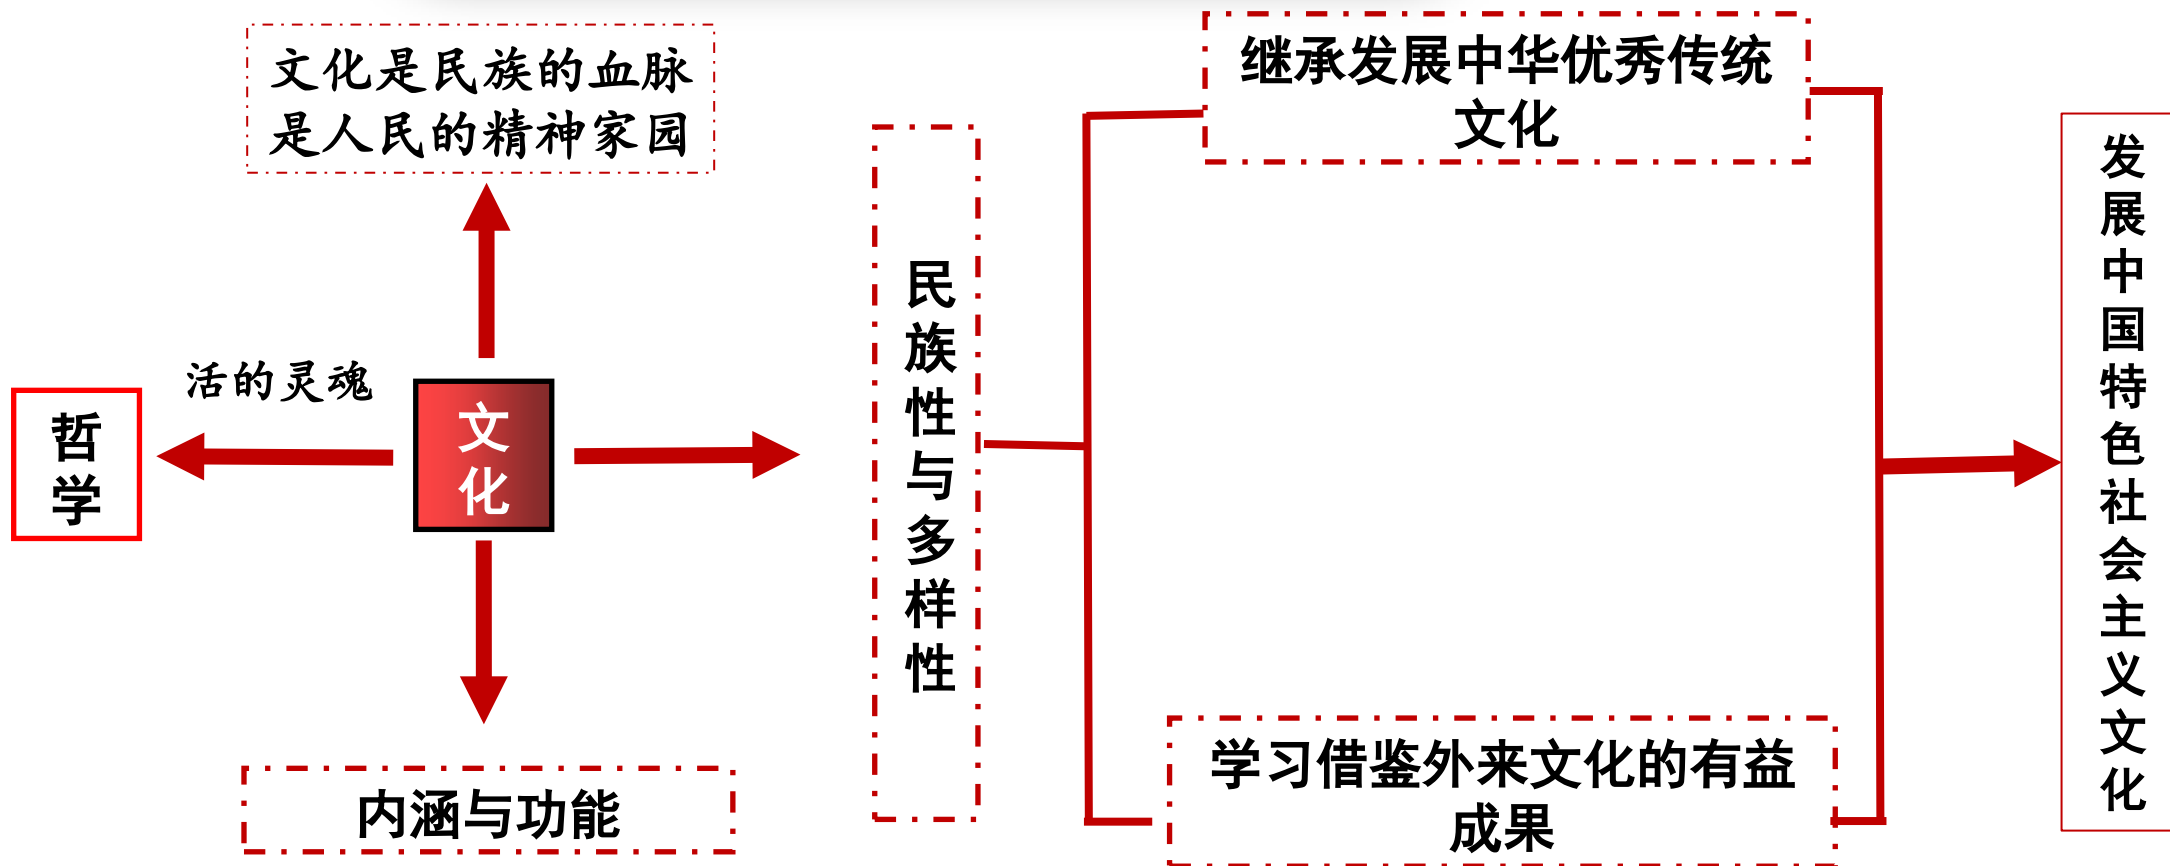 文化是民族的血脉
是人民的精神家园
活的灵魂
哲
学
文
化
内涵与功能
民
族
性
与
多
样
性
继承发展中华优秀传统
文化
学习借鉴外来文化的有益
成果
发
展
中
国
特
色
社
会
主
义
文
化